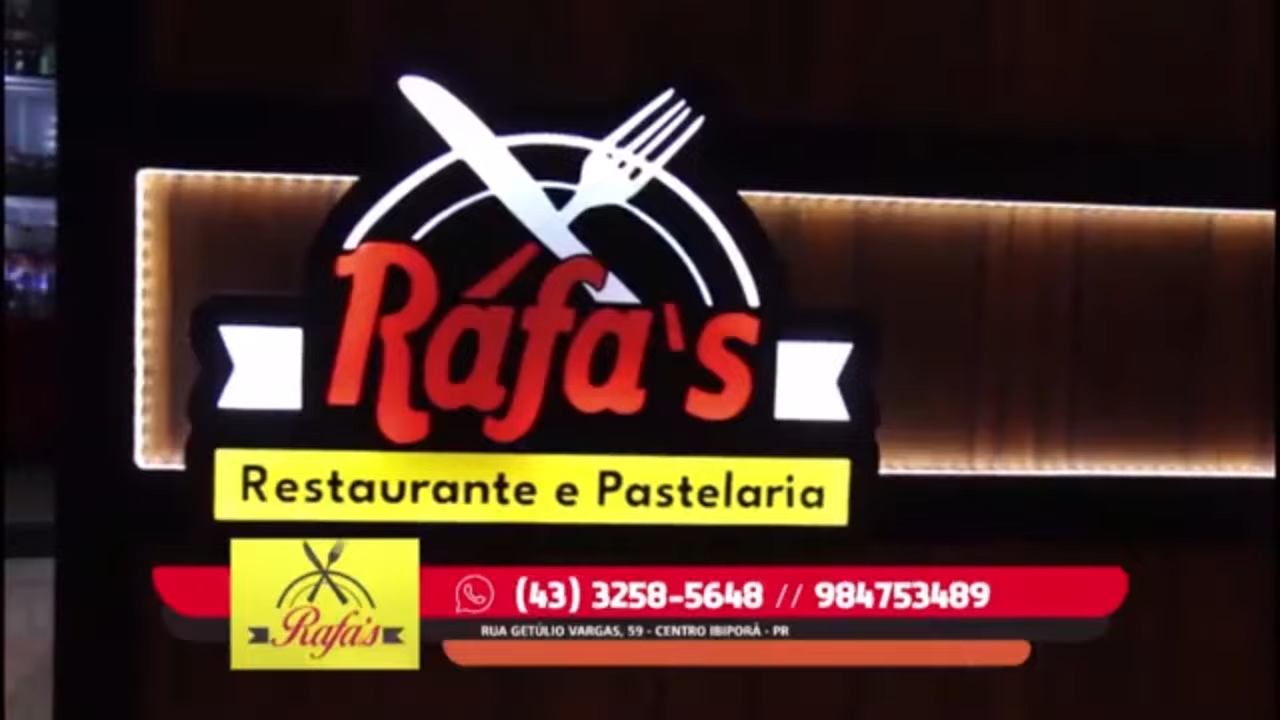 Ráfa's
Restaurante e Pastelaria
(43) 3258-5648 // 984753489
RUA GETÚLIO VARGAS, 59 - CENTRO IBIPORÃ - PR
Rafa's